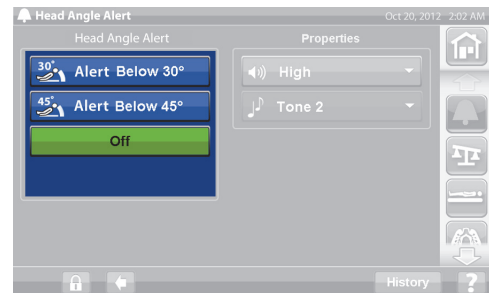 Head Angle Alert
Oct 20, 2012 2:02 AM
Head Angle Alert
30° Alert Below 30°
45° Alert Below 45°
Off
Properties
High
Tone 2
History
?